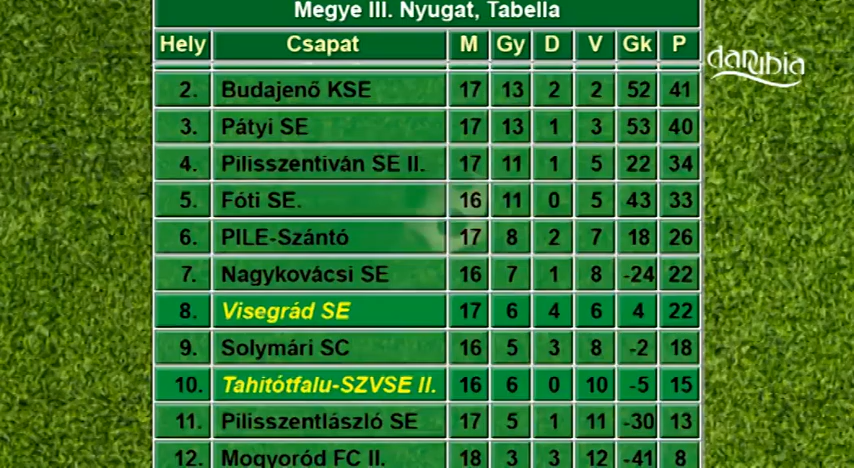 Megye III. Nyugat, Tabella
Hely Csapat M Gy D V Gk P
2. Budajenő KSE 17 13 2 2 52 41
3. Pátyi SE 17 13 1 3 53 40
4. Pilisszentiván SE II. 17 11 1 5 22 34
5. Fóti SE. 16 11 0 5 43 33
6. PILE-Szántó 17 8 2 7 18 26
7. Nagykovácsi SE 16 7 1 8 -24 22
8. Visegrád SE 17 6 4 6 4 22
9. Solymári SC 16 5 3 8 -2 18
10. Tahitótfalu-SZVSE II. 16 6 0 10 -5 15
11. Pilisszentlászló SE 17 5 1 11 -30 13
12. Mogyoród FC II. 18 3 3 12 -41 8
danubia